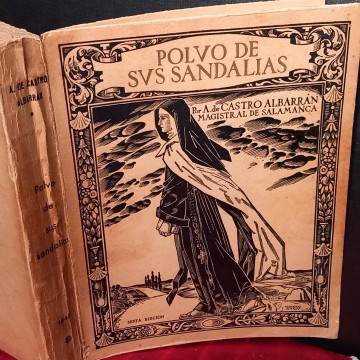 A. DE CASTRO
ALBARRÁN
Polvo
de
sus
sandalias
POLVO DE
SVS SANDALIAS
Por A. de CASTRO ALBARRÁN
MAGISTRAL DE SALAMANCA
SEXTA EDICION